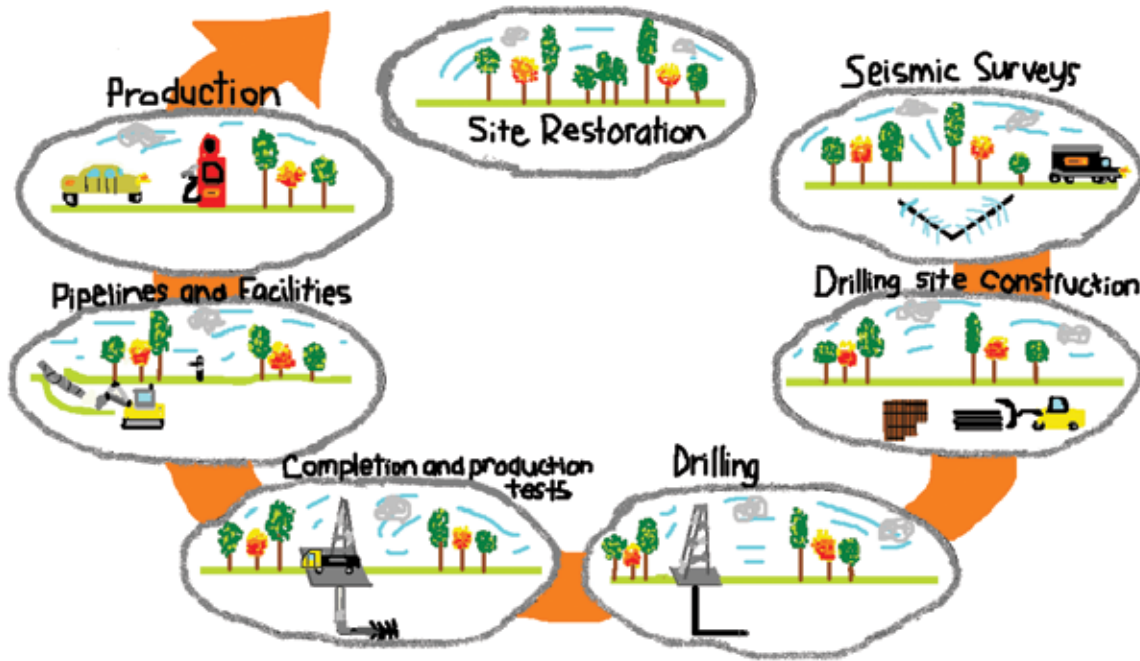 Seismic Surveys
Drilling site construction
Drilling
Completion and production
tests
Pipelines and Facilities
Production
Site Restoration